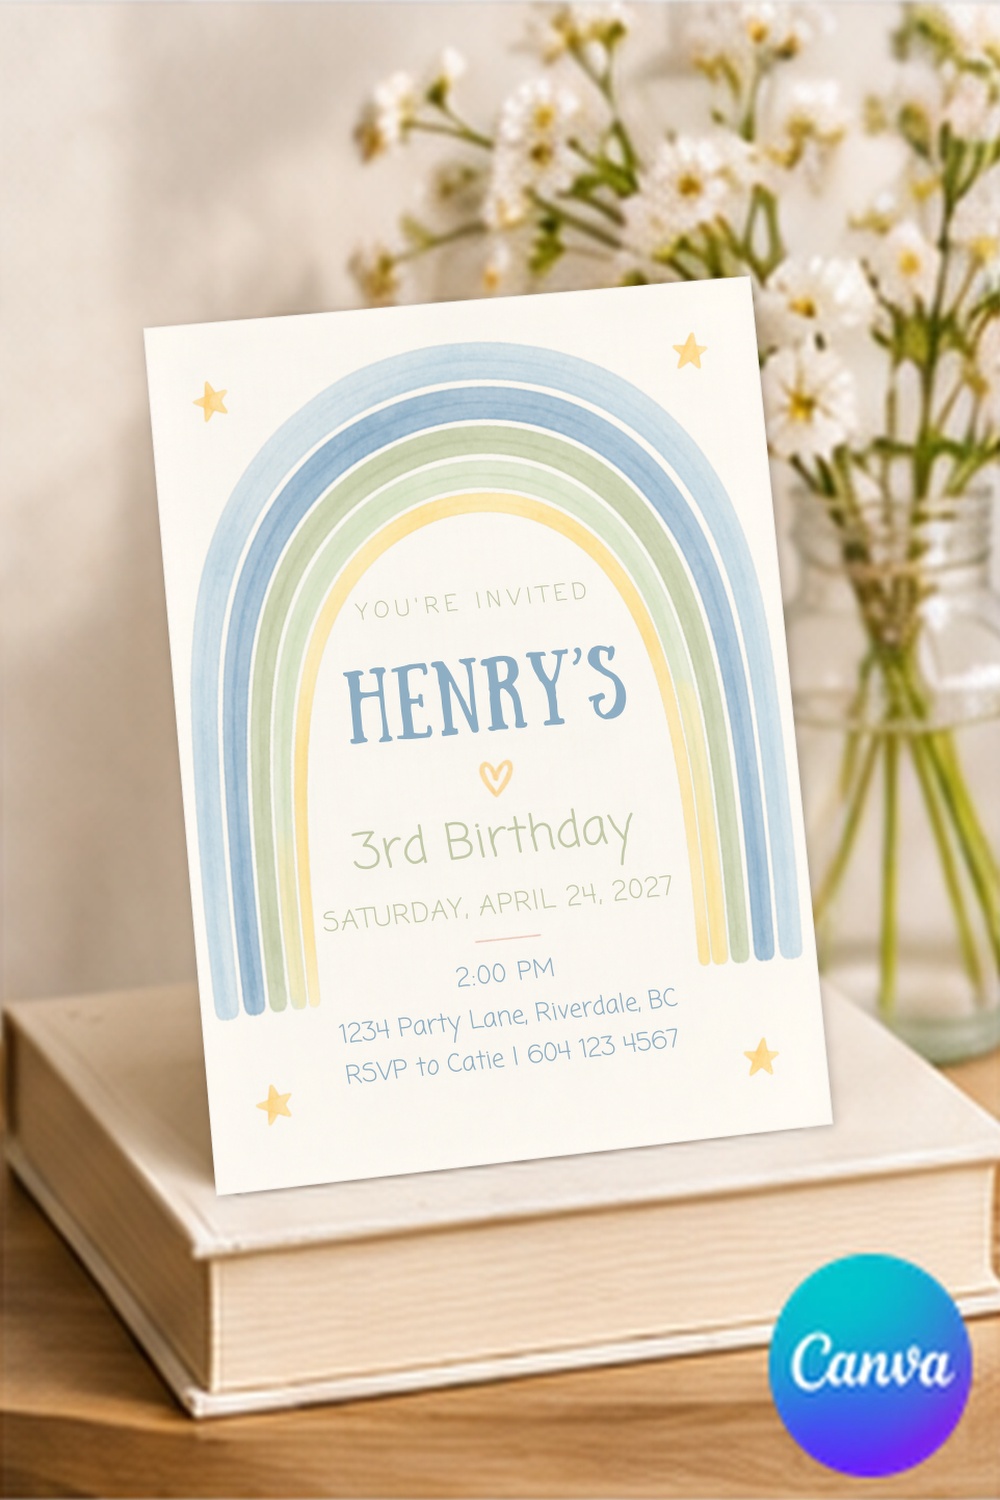 YOU'RE INVITED
HENRY'S
3rd Birthday
SATURDAY, APRIL 24, 2027
2:00 PM
1234 Party Lane, Riverdale, BC
RSVP to Catie | 604 123 4567
Canva